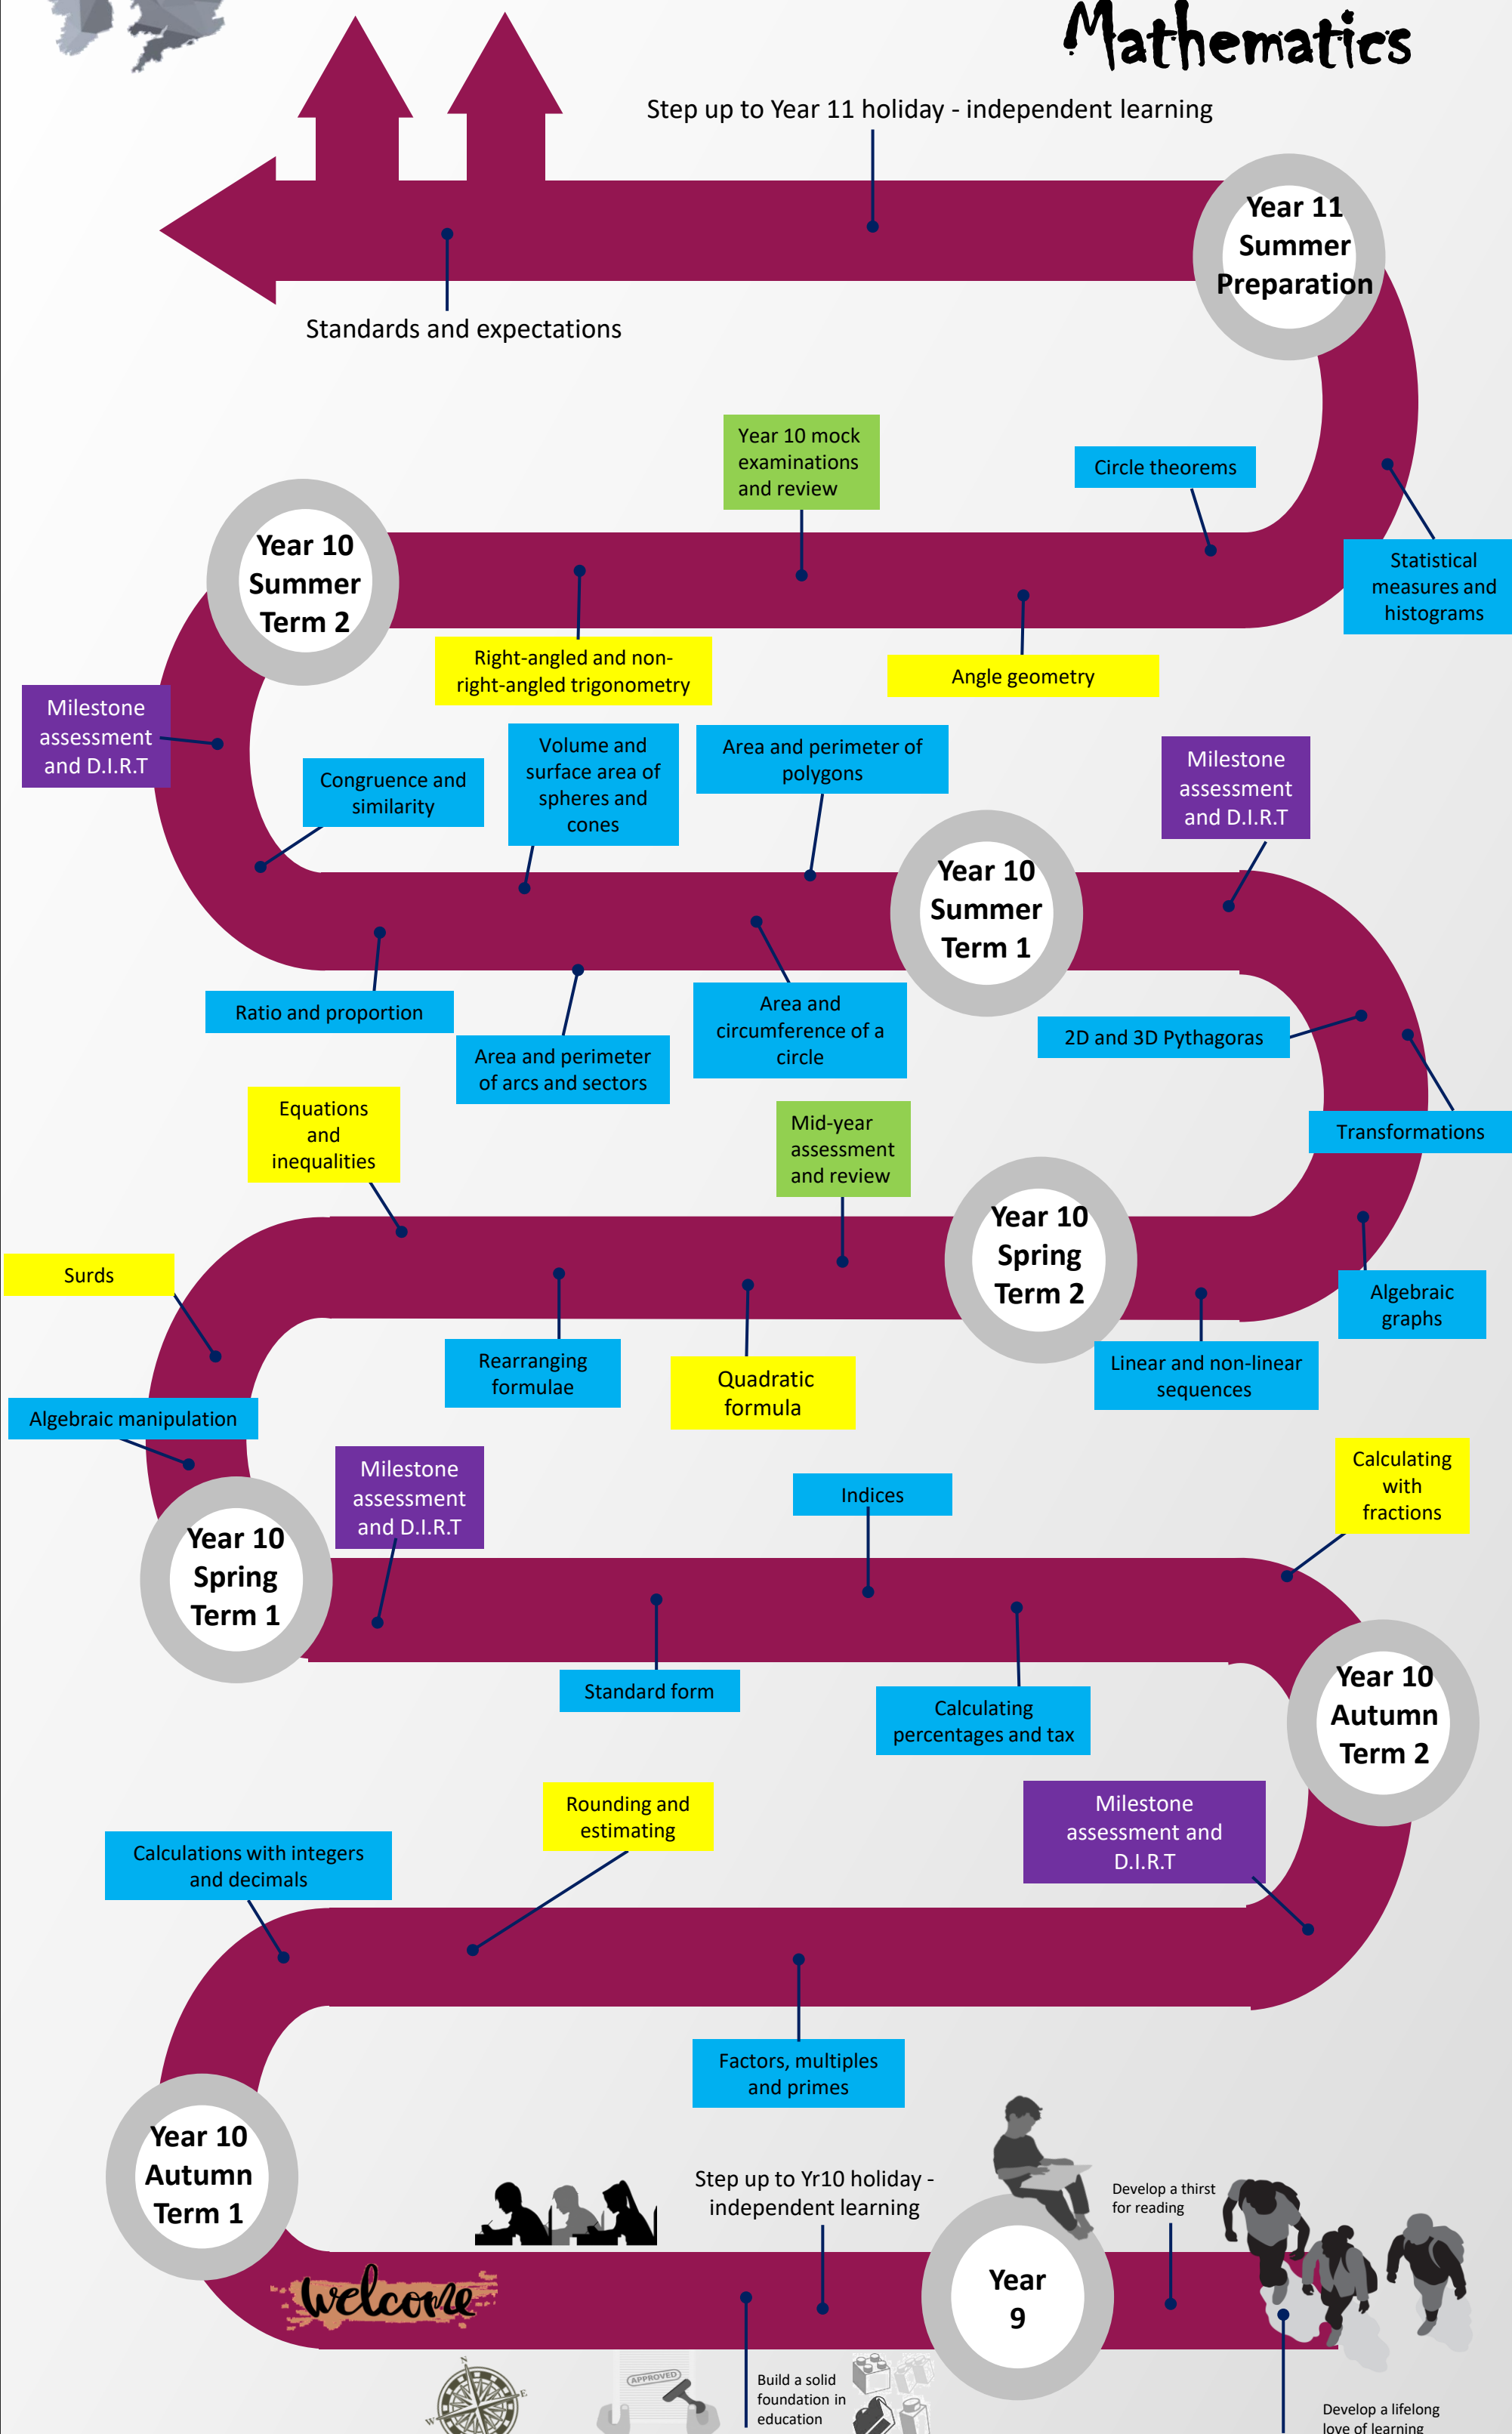 Mathematics
Step up to Year 11 holiday - independent learning
Year 11
Summer
Preparation
Standards and expectations
Year 10 mock
examinations
and review
Circle theorems
Statistical
measures and
histograms
Year 10
Summer
Term 2
Right-angled and non-
right-angled trigonometry
Angle geometry
Milestone
assessment
and D.I.R.T
Congruence and
similarity
Volume and
surface area of
spheres and
cones
Area and perimeter of
polygons
Milestone
assessment
and D.I.R.T
Year 10
Summer
Term 1
Ratio and proportion
Area and perimeter
of arcs and sectors
Area and
circumference of a
circle
2D and 3D Pythagoras
Transformations
Equations
and
inequalities
Mid-year
assessment
and review
Year 10
Spring
Term 2
Surds
Algebraic
graphs
Rearranging
formulae
Quadratic
formula
Linear and non-linear
sequences
Algebraic manipulation
Milestone
assessment
and D.I.R.T
Indices
Calculating
with
fractions
Year 10
Spring
Term 1
Standard form
Calculating
percentages and tax
Year 10
Autumn
Term 2
Rounding and
estimating
Milestone
assessment and
D.I.R.T
Calculations with integers
and decimals
Factors, multiples
and primes
Year 10
Autumn
Term 1
Step up to Yr10 holiday -
independent learning
Develop a thirst
for reading
welcome
Year
9
N
E
W
APPROVED
Build a solid
foundation in
education
Develop a lifelong
love of learning